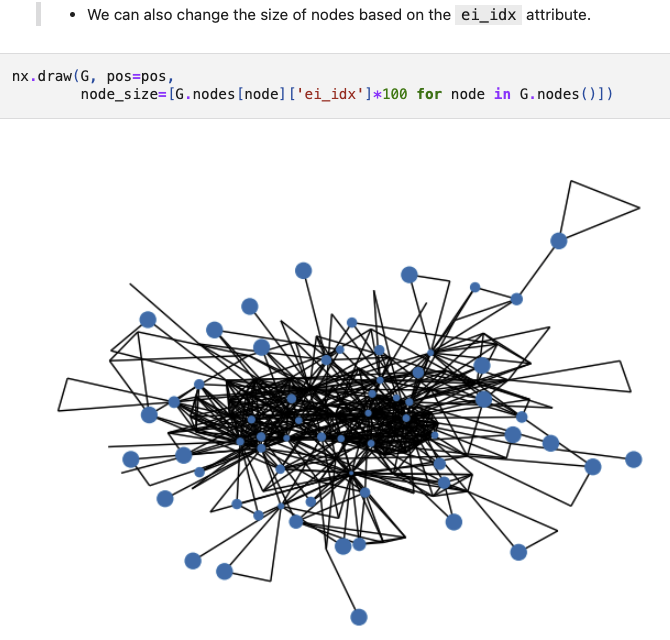 • We can also change the size of nodes based on the ei_idx attribute.
nx.draw(G, pos=pos,
        node_size=[G.nodes[node]['ei_idx']*100 for node in G.nodes()])